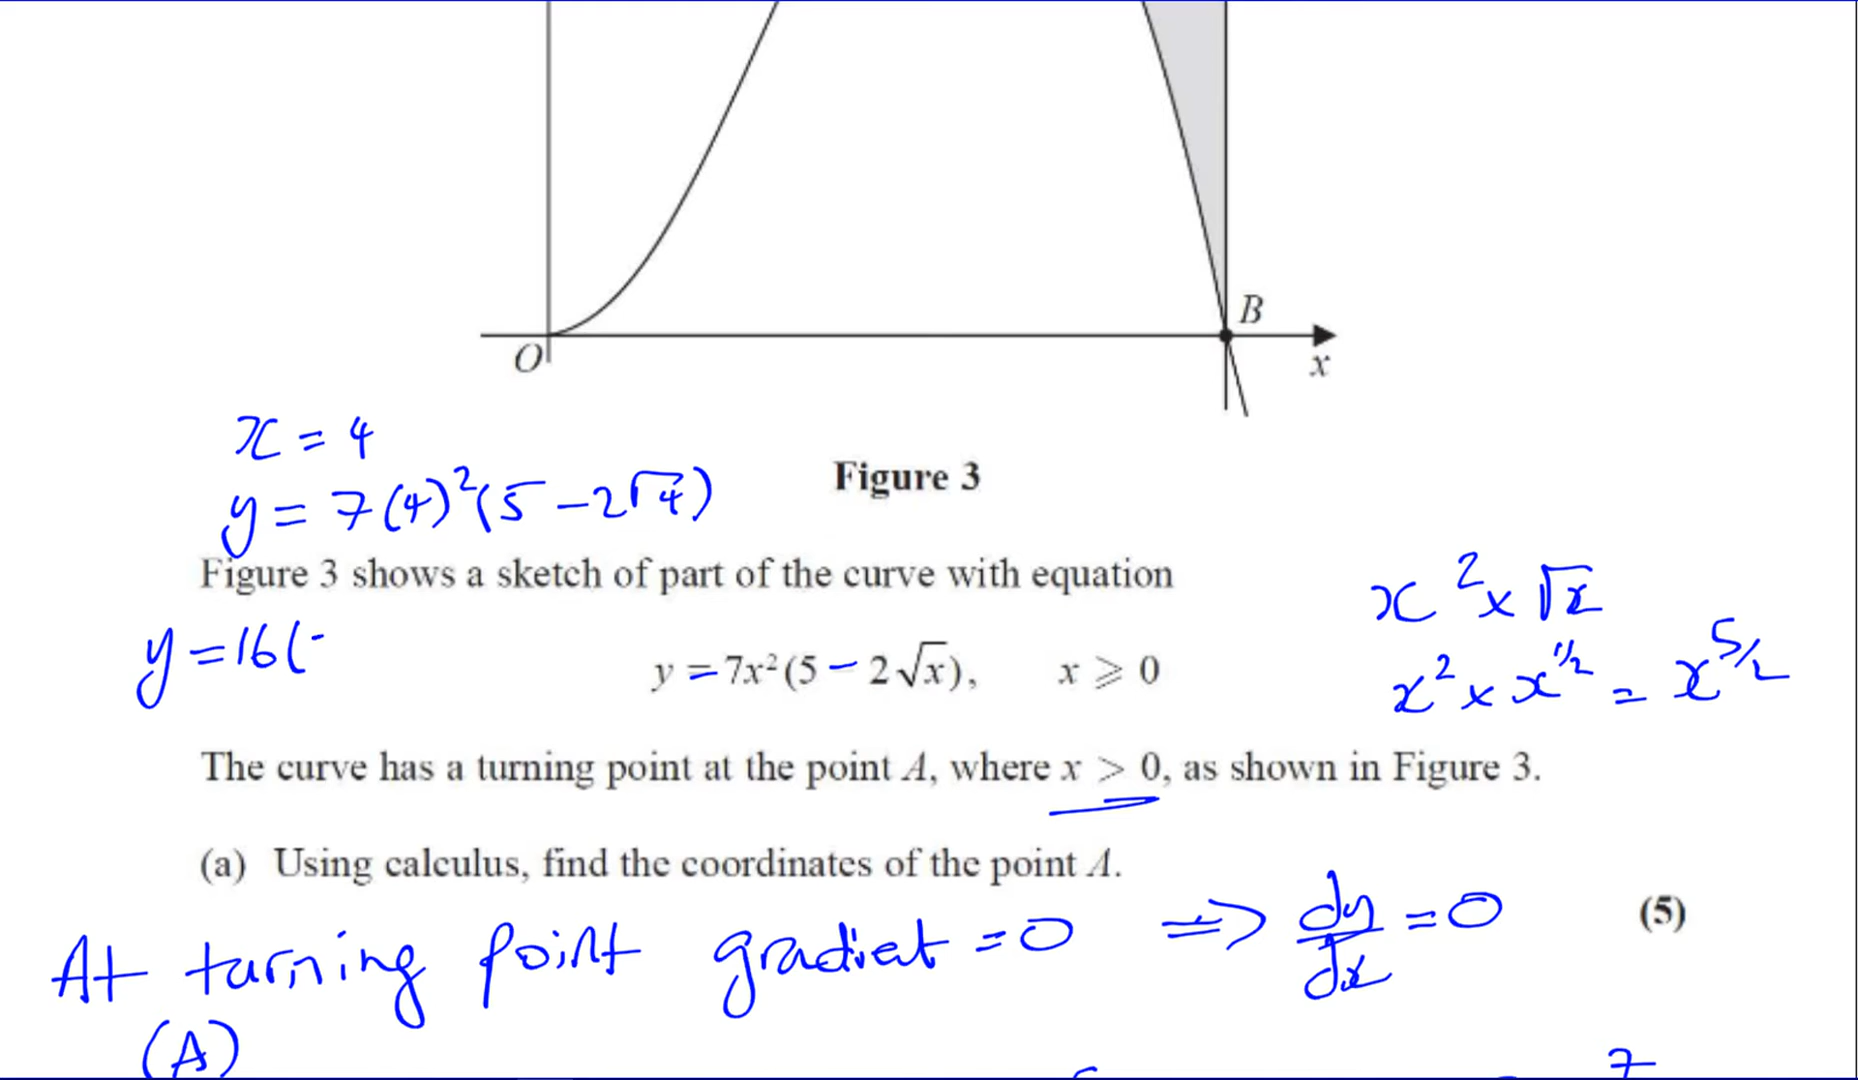 B
O
x
x = 4
y = 7(4)²(5 - 2√4)
Figure 3
Figure 3 shows a sketch of part of the curve with equation
x² × √x
y = 16(-
y = 7x²(5 − 2√x),    x ⩾ 0
x² × x^1/2 = x^5/2
The curve has a turning point at the point A, where x > 0, as shown in Figure 3.
(a) Using calculus, find the coordinates of the point A.
(5)
At turning point gradiet = 0 ⇒ dy/dx = 0
(A)
7